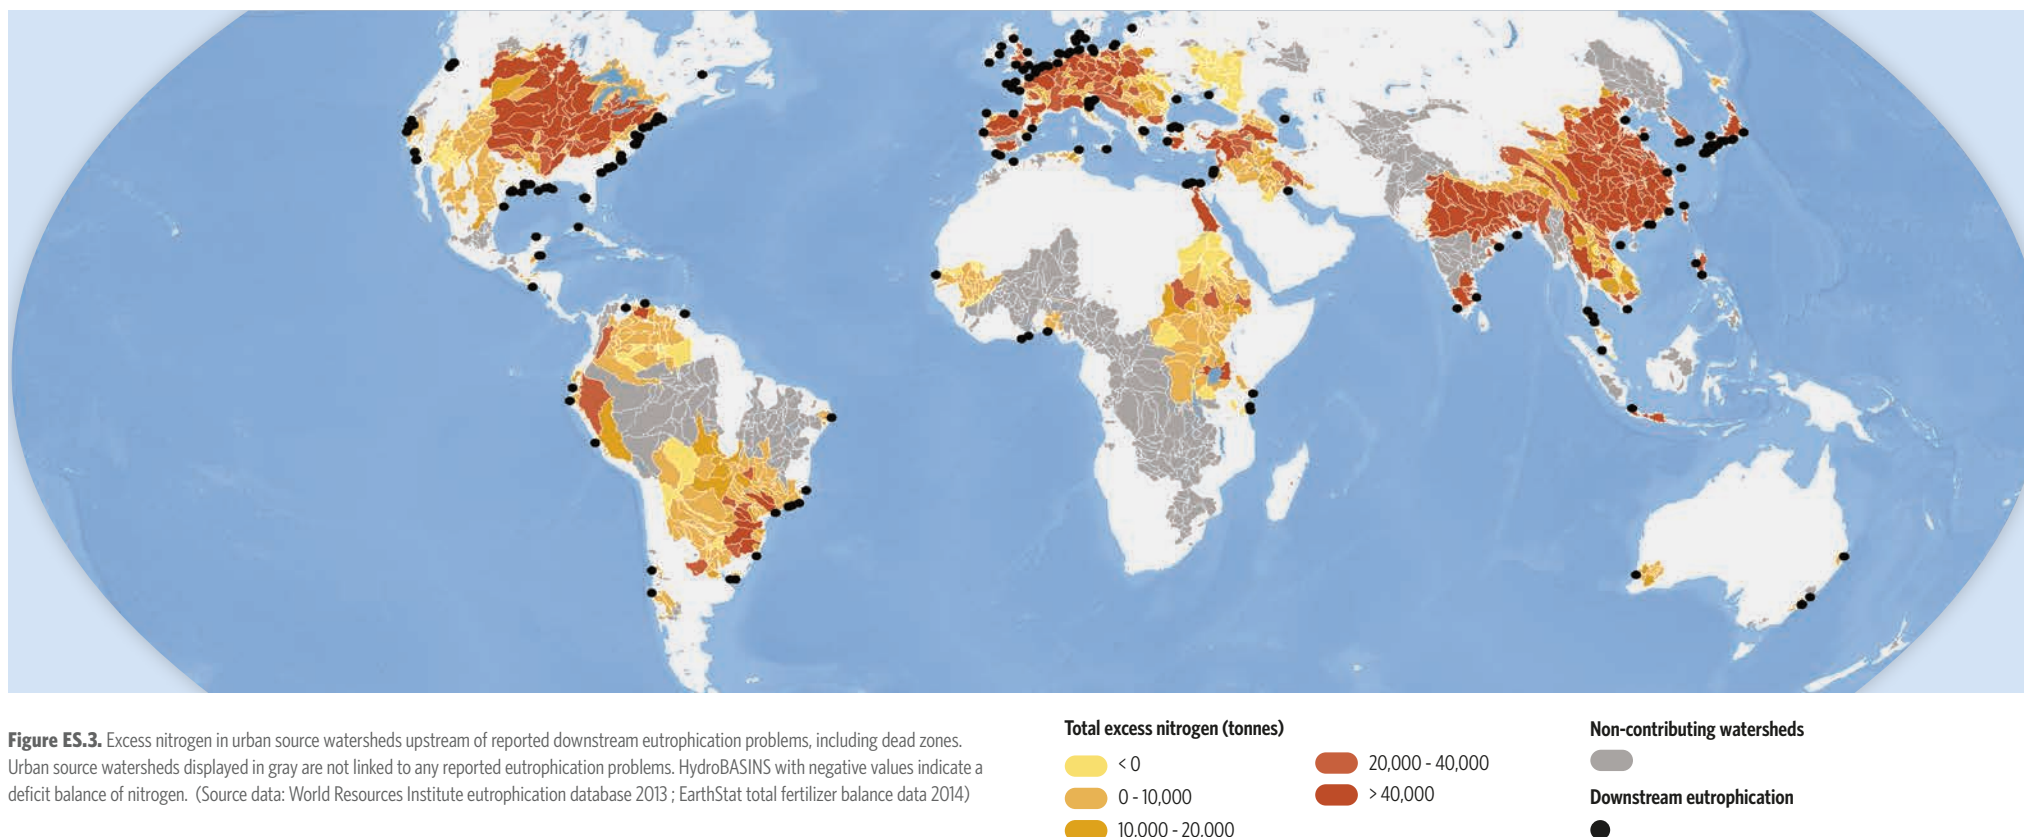 Figure ES.3. Excess nitrogen in urban source watersheds upstream of reported downstream eutrophication problems, including dead zones.
Urban source watersheds displayed in gray are not linked to any reported eutrophication problems. HydroBASINS with negative values indicate a
deficit balance of nitrogen. (Source data: World Resources Institute eutrophication database 2013 ; EarthStat total fertilizer balance data 2014)
Total excess nitrogen (tonnes)
< 0
0 - 10,000
10,000 - 20,000
20,000 - 40,000
> 40,000
Non-contributing watersheds
Downstream eutrophication